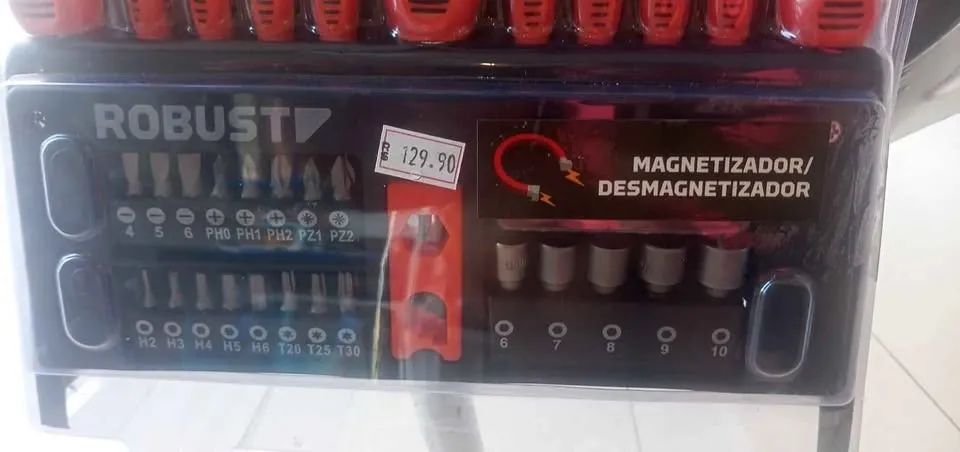 ROBUST
R$ 129.90
MAGNETIZADOR/
DESMAGNETIZADOR
4 5 6 PH0 PH1 PH2 PZ1 PZ2
H2 H3 H4 H5 H6 T20 T25 T30
6 7 8 9 10